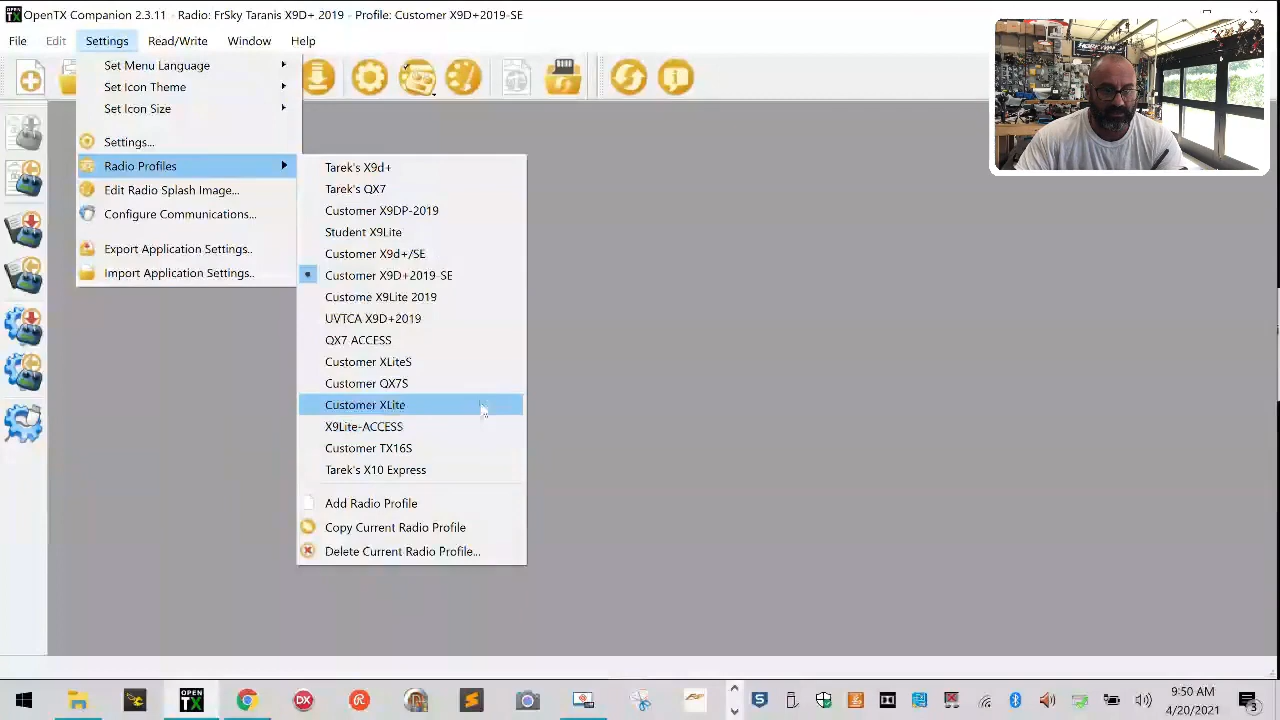 OpenTX Companion 2.3.11 - Radio: FrSky Taranis X9D+ 2019 - Profile: Customer X9D+2019-SE
File Edit Settings Read/Write Window Help
Set Menu Language
Set Icon Theme
Set Icon Size
Settings...
Radio Profiles
Edit Radio Splash Image...
Configure Communications...
Export Application Settings..
Import Application Settings..
Tarek's X9d+
Tarek's QX7
Customer X9DP-2019
Student X9Lite
Customer X9d+/SE
Customer X9D+2019-SE
Custome X9Lite 2019
UVTCA X9D+2019
QX7 ACCESS
Customer XLiteS
Customer QX7S
Customer XLite
X9Lite-ACCESS
Customer TX16S
Tarek's X10 Express
Add Radio Profile
Copy Current Radio Profile
Delete Current Radio Profile...
OPEN
TX
DX
9:50 AM
4/20/2021
3